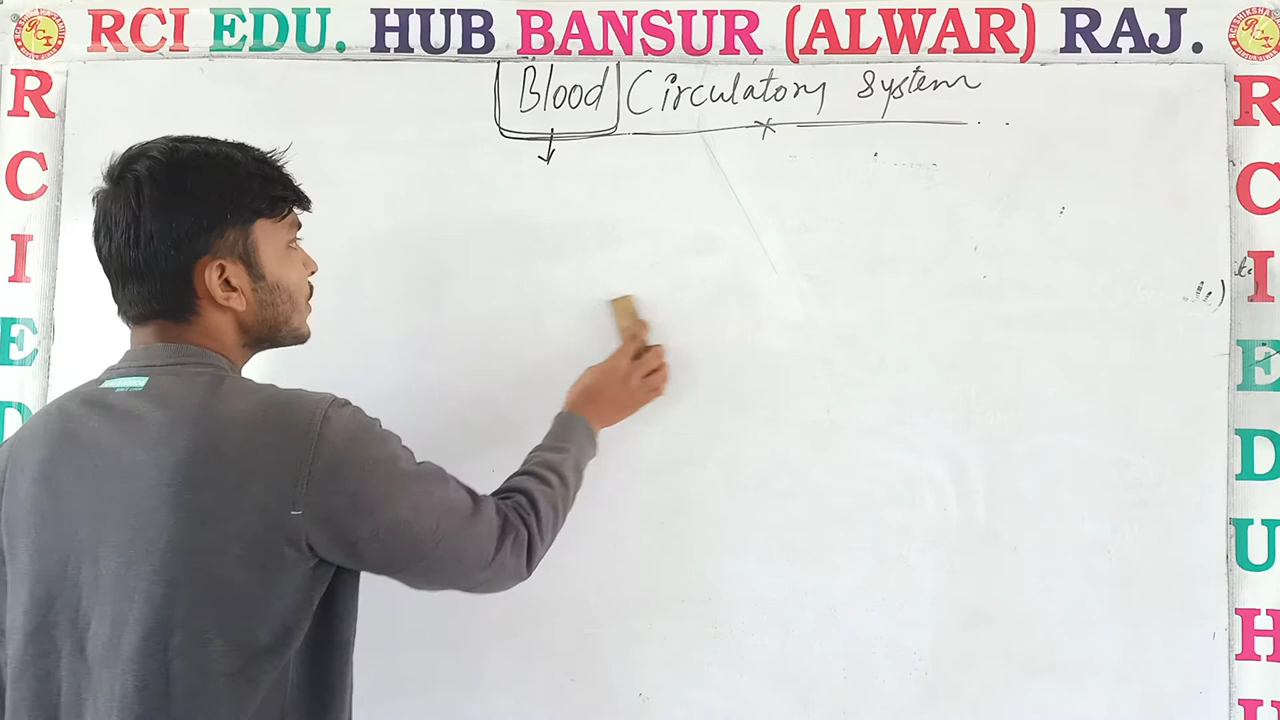 RCI EDU. HUB BANSUR (ALWAR) RAJ.
Blood Circulatory System
R
C
I
E
D
R
C
I
E
D
U
H
U